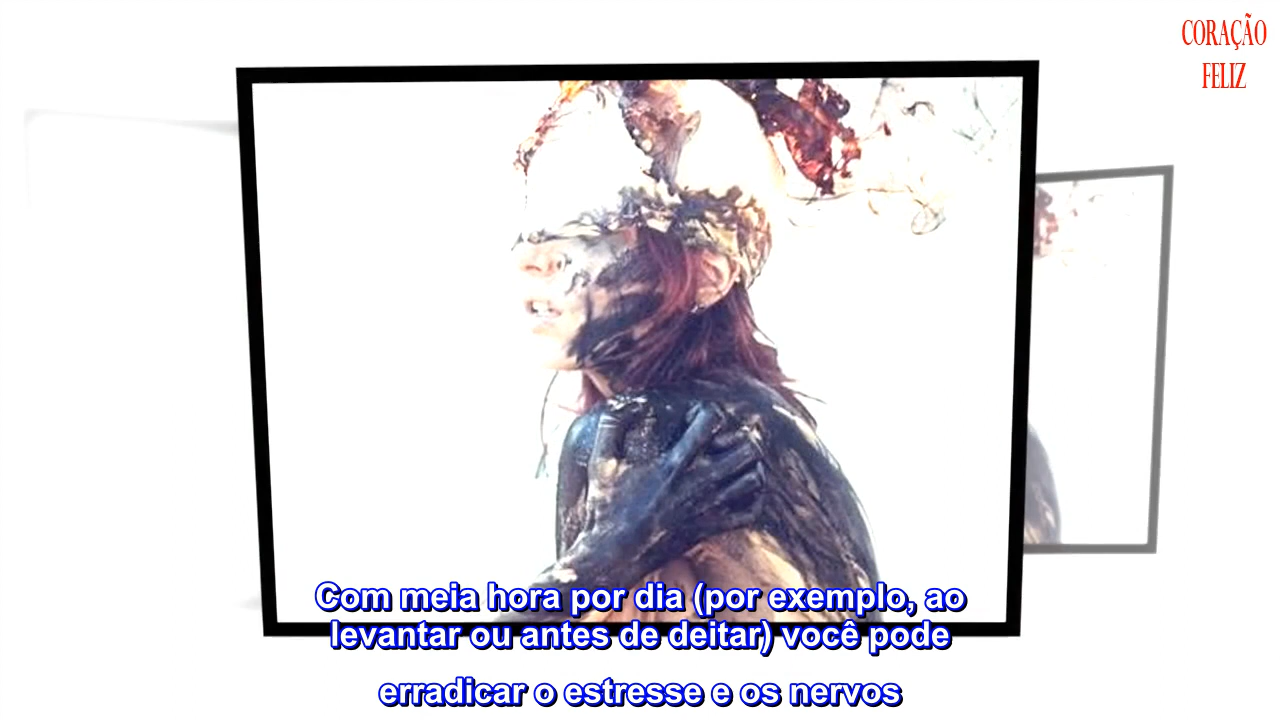 CORAÇÃO
FELIZ
Com meia hora por dia (por exemplo, ao
levantar ou antes de deitar) você pode
erradicar o estresse e os nervos